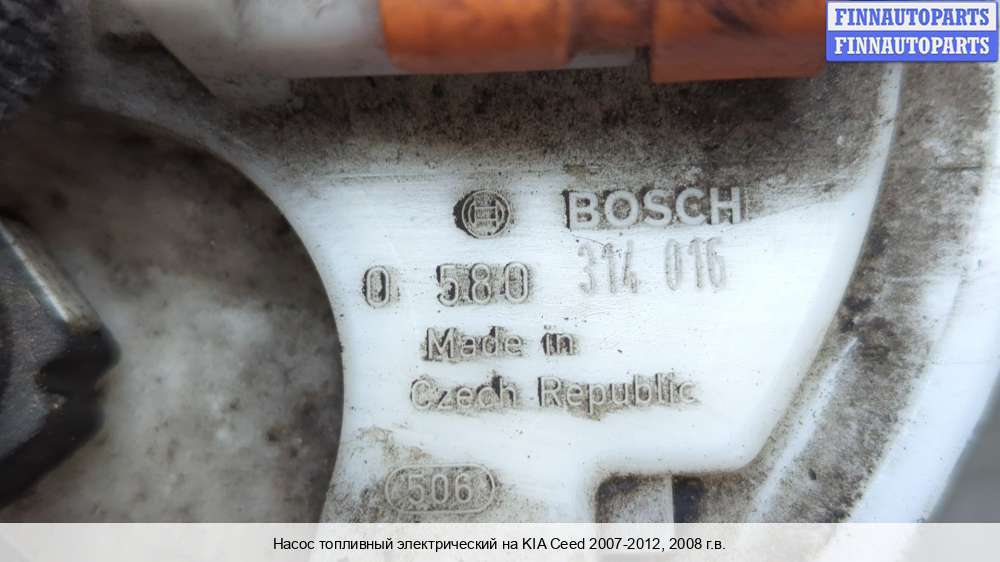 FINNAUTOPARTS
FINNAUTOPARTS
BOSCH
0 580 314 016
Made in
Czech Republic
506
Насос топливный электрический на KIA Ceed 2007-2012, 2008 г.в.